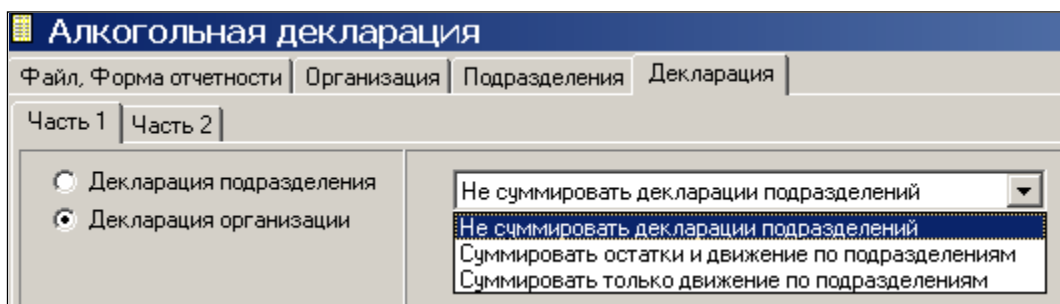 Алкогольная декларация
Файл, Форма отчетности Организация Подразделения Декларация
Часть 1 Часть 2
Декларация подразделения
Декларация организации
Не суммировать декларации подразделений
Не суммировать декларации подразделений
Суммировать остатки и движение по подразделениям
Суммировать только движение по подразделениям